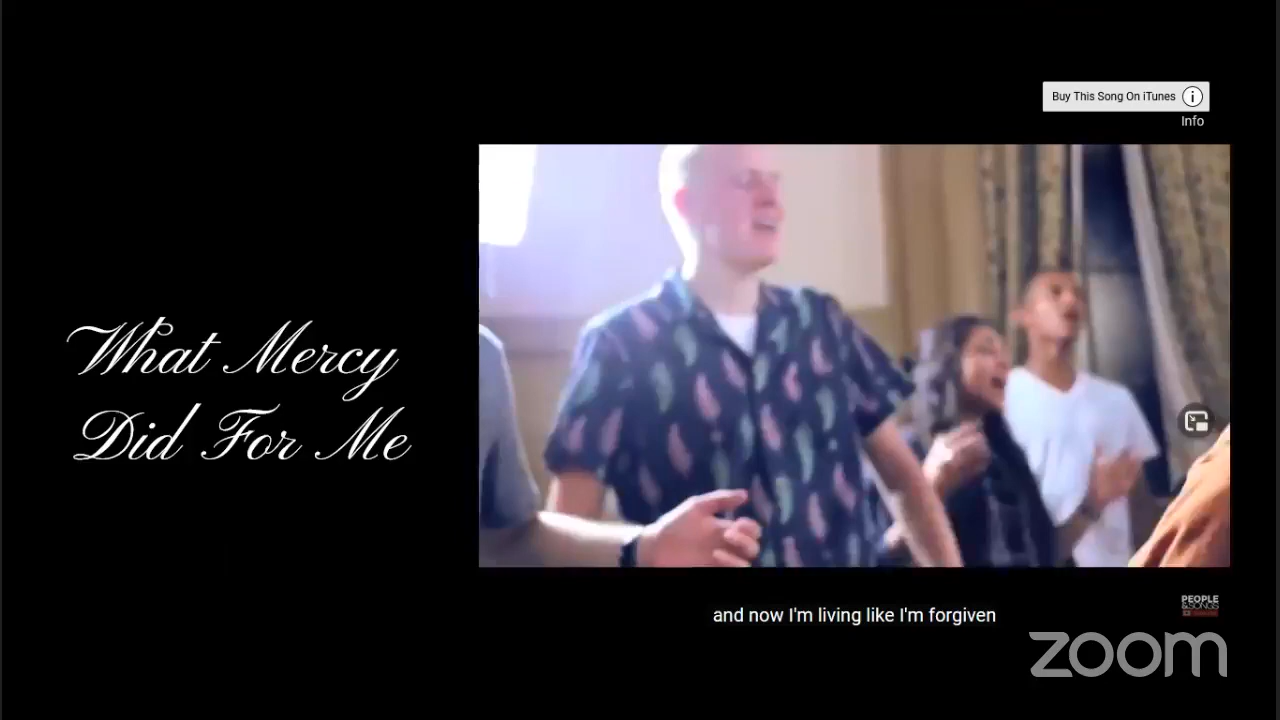 Buy This Song On iTunes
Info
What Mercy
Did For Me
and now I'm living like I'm forgiven
PEOPLE
&SONGS
zoom